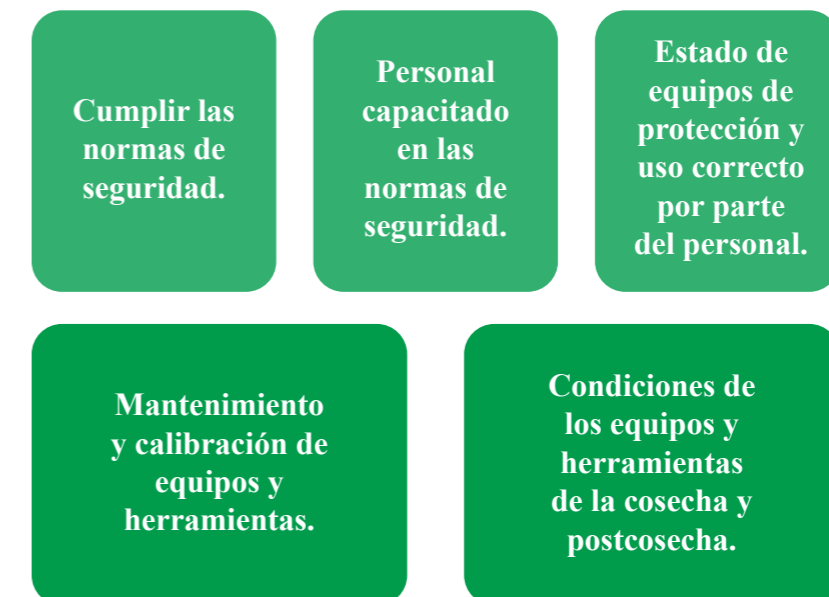 Cumplir las
normas de
seguridad.
Personal
capacitado
en las
normas de
seguridad.
Estado de
equipos de
protección y
uso correcto
por parte
del personal.
Mantenimiento
y calibración de
equipos y
herramientas.
Condiciones de
los equipos y
herramientas
de la cosecha y
postcosecha.